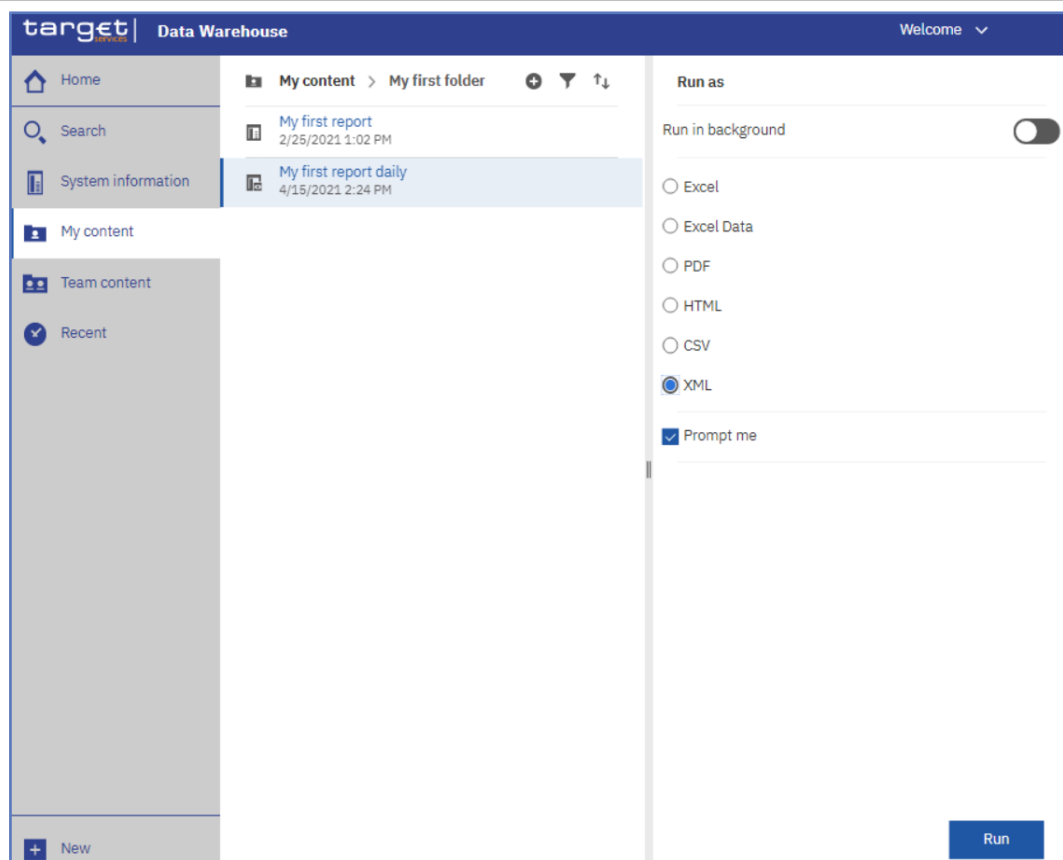 target services Data Warehouse
Welcome
Home
Search
System information
My content
Team content
Recent
New
My content > My first folder
My first report
2/25/2021 1:02 PM
My first report daily
4/15/2021 2:24 PM
Run as
Run in background
Excel
Excel Data
PDF
HTML
CSV
XML
Prompt me
Run